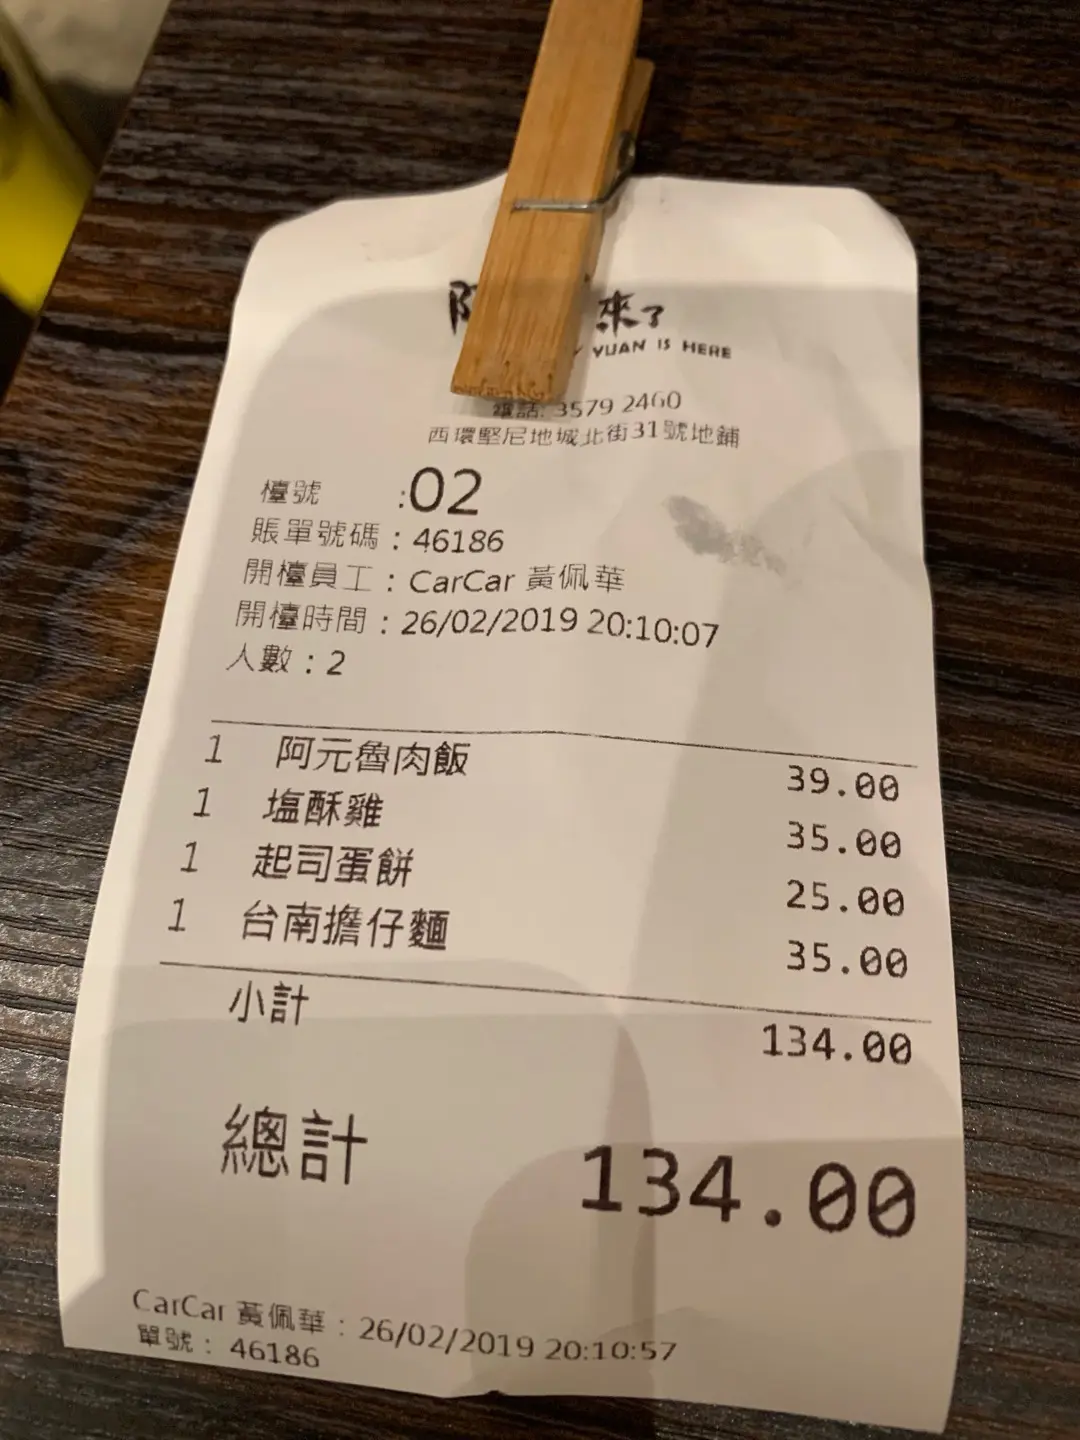 來了
YUAN IS HERE
電話: 3579 2460
西環堅尼地城北街31號地鋪
檯號 :02
賬單號碼 : 46186
開檯員工 : CarCar 黃佩華
開檯時間 : 26/02/2019 20:10:07
人數 : 2
1 阿元魯肉飯 39.00
1 塩酥雞 35.00
1 起司蛋餅 25.00
1 台南擔仔麵 35.00
小計 134.00
總計 134.00
CarCar 黃佩華 : 26/02/2019 20:10:57
單號 : 46186